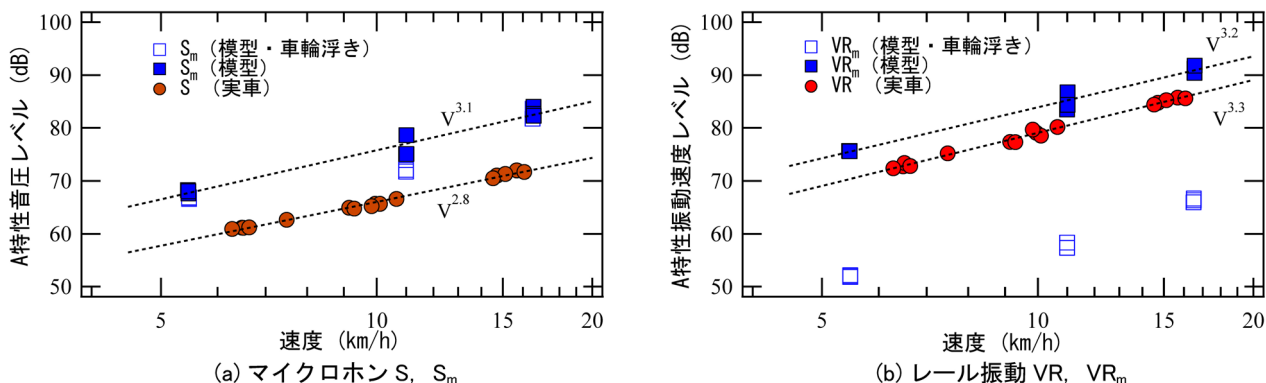 A特性音圧レベル (dB)
100
90
80
70
60
50
Sm (模型・車輪浮き)
Sm (模型)
S (実車)
V3.1
V2.8
5
10
15
20
速度 (km/h)
(a) マイクロホン S, Sm
A特性振動速度レベル (dB)
100
90
80
70
60
50
VRm (模型・車輪浮き)
VRm (模型)
VR (実車)
V3.2
V3.3
5
10
15
20
速度 (km/h)
(b) レール振動 VR, VRm